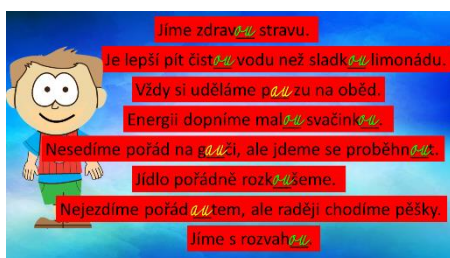 Jíme zdravou stravu.
Je lepší pít čistou vodu než sladkou limonádu.
Vždy si uděláme pauzu na oběd.
Energii dopníme malou svačinkou.
Nesedíme pořád na gauči, ale jdeme se proběhnout.
Jídlo pořádně rozkoušeme.
Nejezdíme pořád autem, ale raději chodíme pěšky.
Jíme s rozvahou.